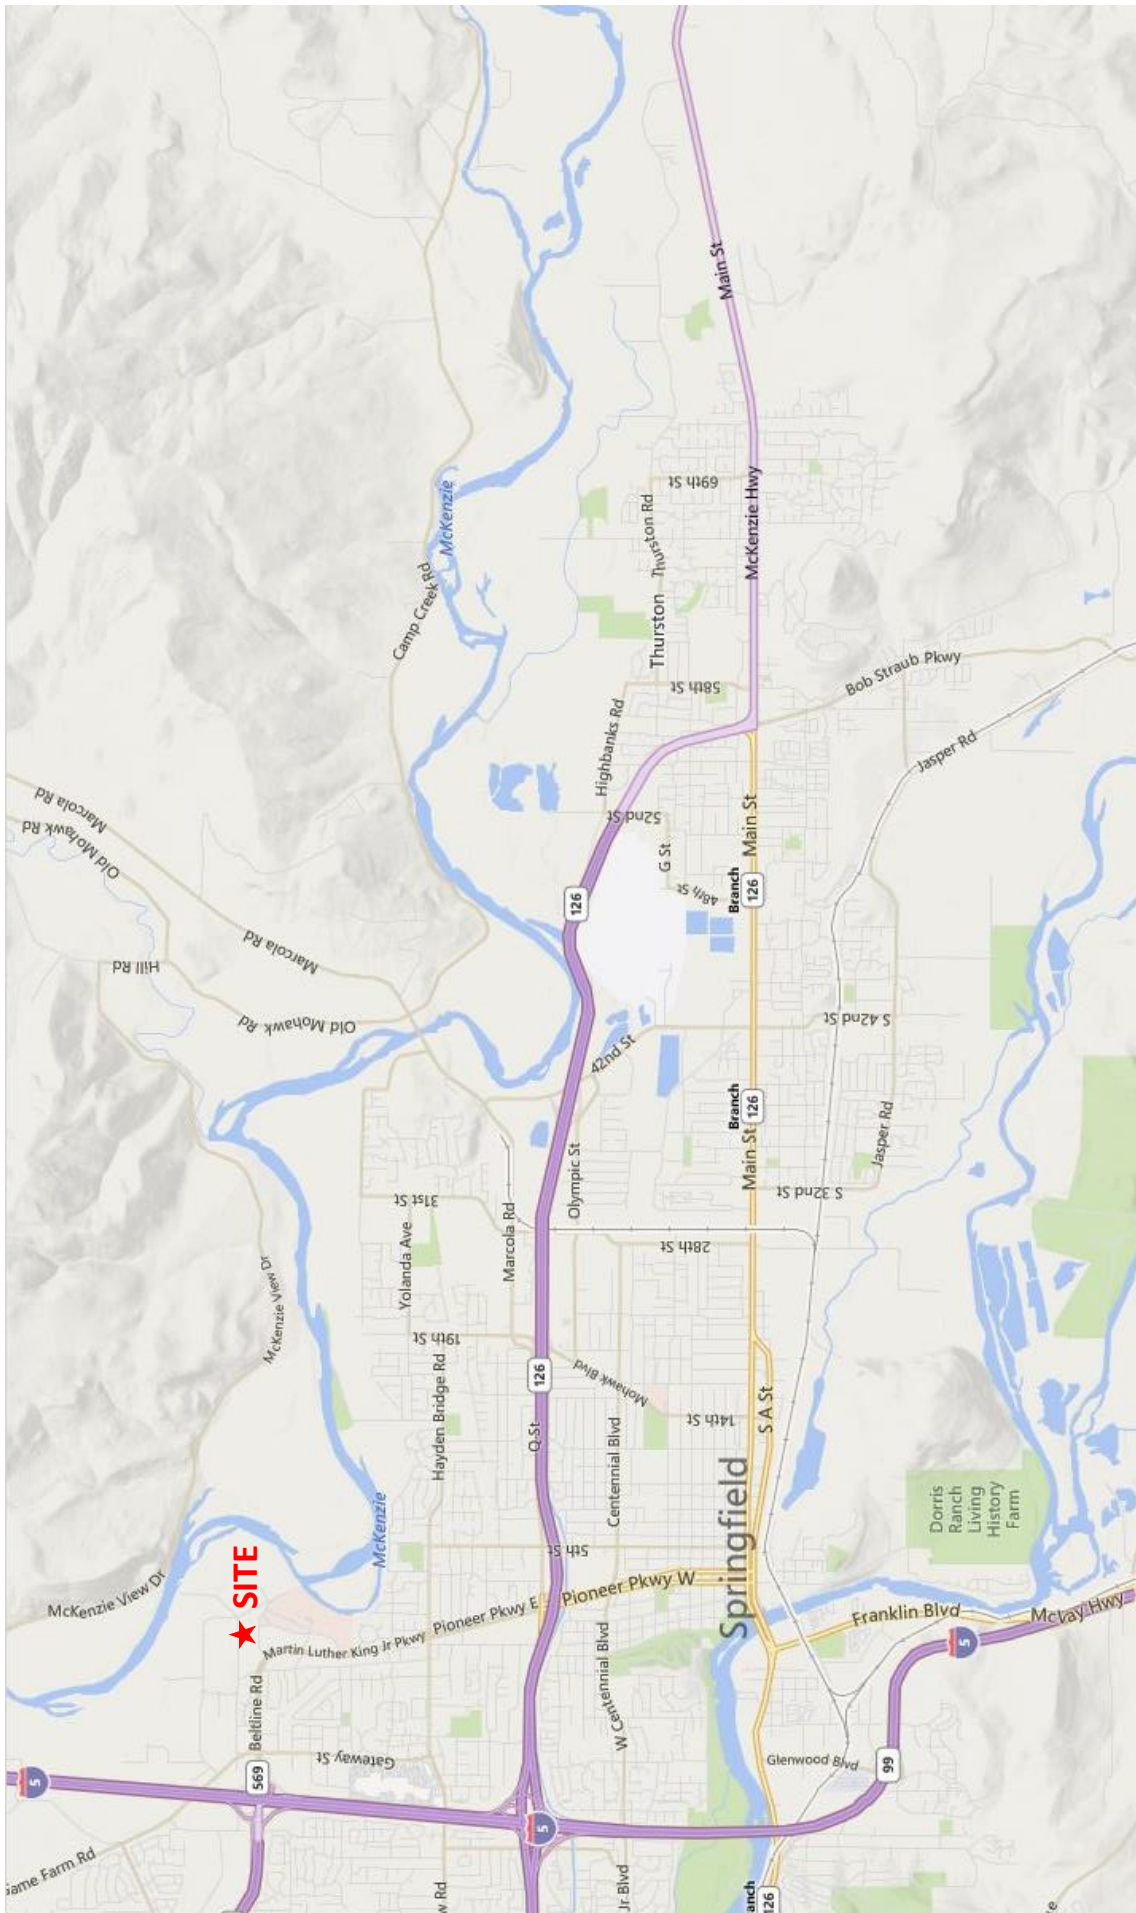 Main St
McKenzie
Camp Creek Rd
69th St
Thurston Rd
Thurston Rd
McKenzie Hwy
Thurston
58th St
Bob Straub Pkwy
Highbanks Rd
Jasper Rd
Marcola Rd
Old Mohawk Rd
52nd St
G St
Main St
48th St
126
Branch
126
Marcola Rd
Hill Rd
Old Mohawk Rd
42nd St
S 42nd St
Branch
126
Main St
Jasper Rd
Olympic St
31st St
S 32nd St
Yolanda Ave
Marcola Rd
28th St
McKenzie View Dr
19th St
126
Mohawk Blvd
Hayden Bridge Rd
Q St
Centennial Blvd
14th St
S A St
Springfield
Dorris
Ranch
Living
History
Farm
McKenzie
5th St
SITE
McKenzie View Dr
Pioneer Pkwy E
Pioneer Pkwy W
Martin Luther King Jr Pkwy
Franklin Blvd
McVay Hwy
5
W Centennial Blvd
Beltline Rd
Gateway St
569
Glenwood Blvd
99
5
5
Game Farm Rd
w Rd
Jr Blvd
anch
126